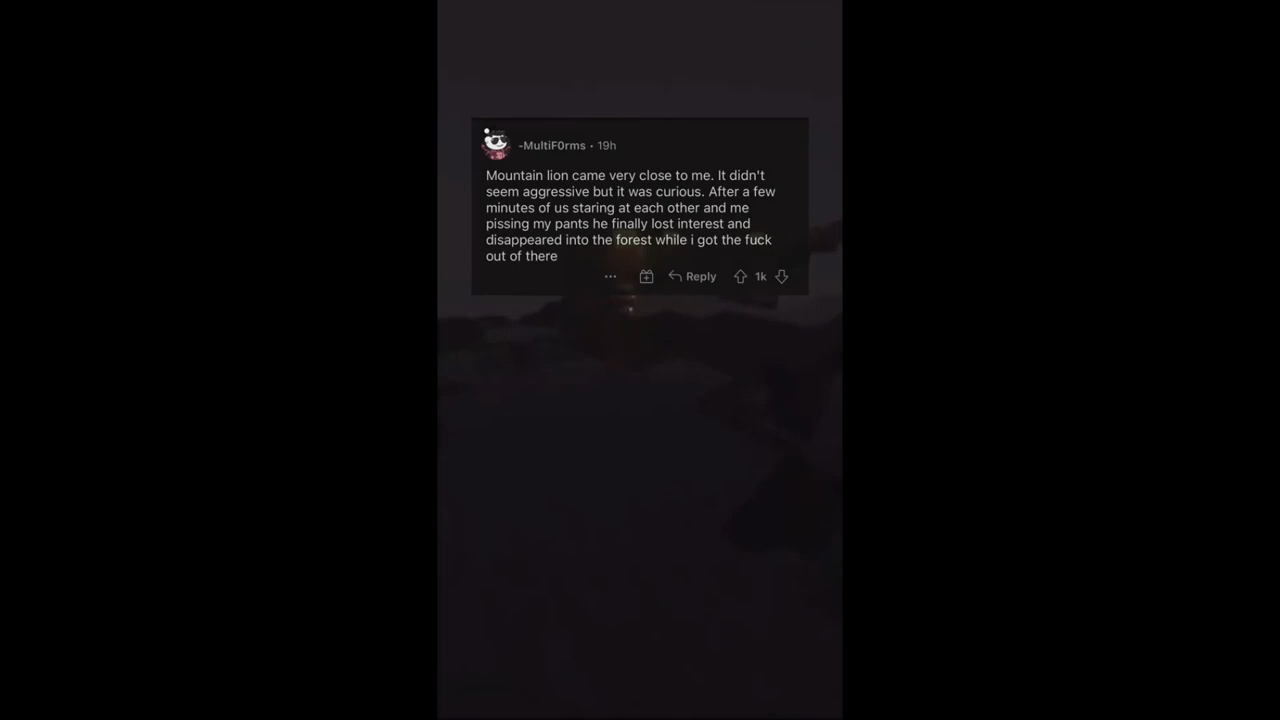 -MultiF0rms • 19h
Mountain lion came very close to me. It didn't
seem aggressive but it was curious. After a few
minutes of us staring at each other and me
pissing my pants he finally lost interest and
disappeared into the forest while i got the fuck
out of there
... Reply 1k